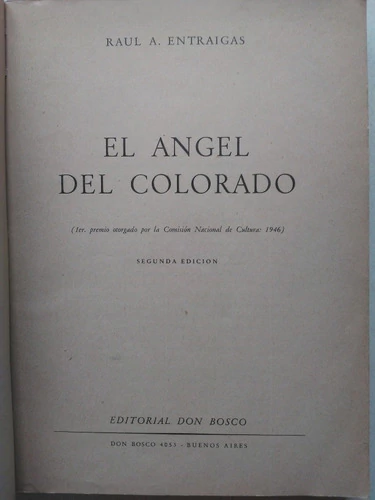 RAUL A. ENTRAIGAS
EL ANGEL
DEL COLORADO
(1er. premio otorgado por la Comisión Nacional de Cultura: 1946)
SEGUNDA EDICION
EDITORIAL DON BOSCO
DON BOSCO 4053 - BUENOS AIRES